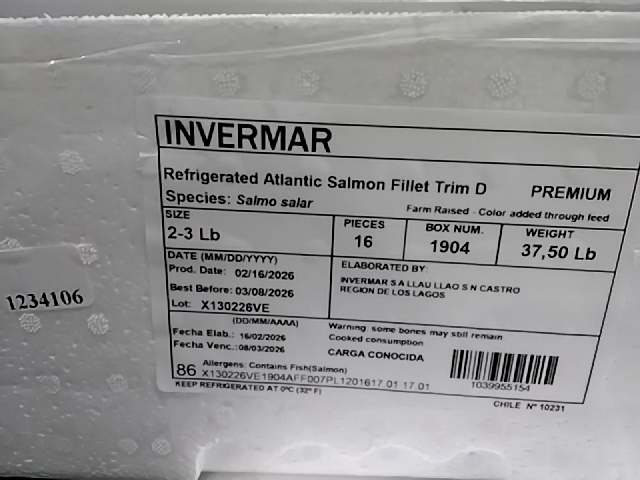 INVERMAR
Refrigerated Atlantic Salmon Fillet Trim D PREMIUM
Species: Salmo salar
Farm Raised - Color added through feed
SIZE PIECES BOX NUM. WEIGHT
2-3 Lb 16 1904 37,50 Lb
DATE (MM/DD/YYYY)
Prod. Date: 02/16/2026
Best Before: 03/08/2026
Lot: X130226VE
ELABORATED BY:
INVERMAR S A LLAU LLAO S N CASTRO
REGION DE LOS LAGOS
(DD/MM/AAAA)
Fecha Elab.: 16/02/2026
Fecha Venc.: 08/03/2026
Warning: some bones may still remain
Cooked consumption
CARGA CONOCIDA
86 Allergens: Contains Fish(Salmon)
X130226VE1904AFF007PL1201617 01 17 01
KEEP REFRIGERATED AT 0ºC (32º F)
1039955154
CHILE Nº 10231
1234106